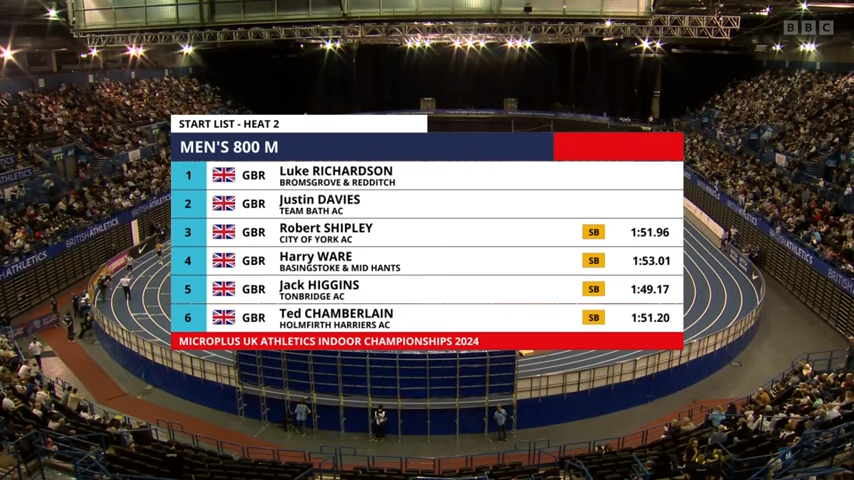 BBC
START LIST - HEAT 2
MEN'S 800 M
1 GBR Luke RICHARDSON
BROMSGROVE & REDDITCH
2 GBR Justin DAVIES
TEAM BATH AC
3 GBR Robert SHIPLEY SB 1:51.96
CITY OF YORK AC
4 GBR Harry WARE SB 1:53.01
BASINGSTOKE & MID HANTS
5 GBR Jack HIGGINS SB 1:49.17
TONBRIDGE AC
6 GBR Ted CHAMBERLAIN SB 1:51.20
HOLMFIRTH HARRIERS AC
MICROPLUS UK ATHLETICS INDOOR CHAMPIONSHIPS 2024
BRITISH ATHLETICS
ATHLETICS
BRITISH ATHLETICS